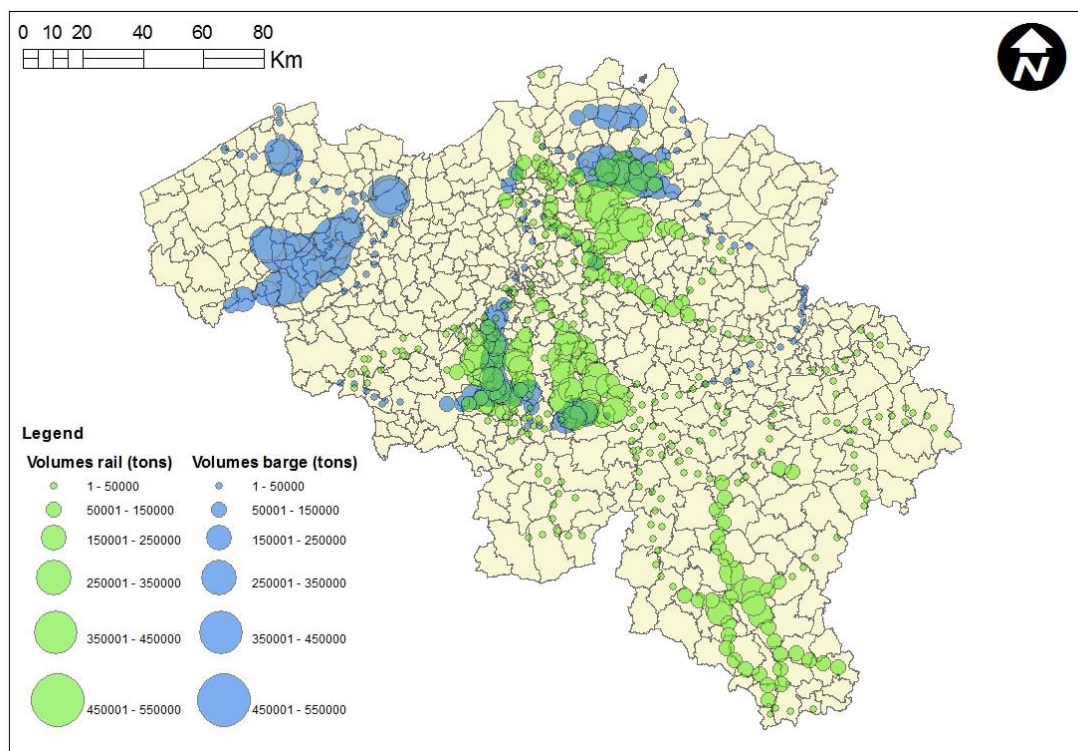 0 10 20 40 60 80
Km
N
Legend
Volumes rail (tons) Volumes barge (tons)
1 - 50000 1 - 50000
50001 - 150000 50001 - 150000
150001 - 250000 150001 - 250000
250001 - 350000 250001 - 350000
350001 - 450000 350001 - 450000
450001 - 550000 450001 - 550000